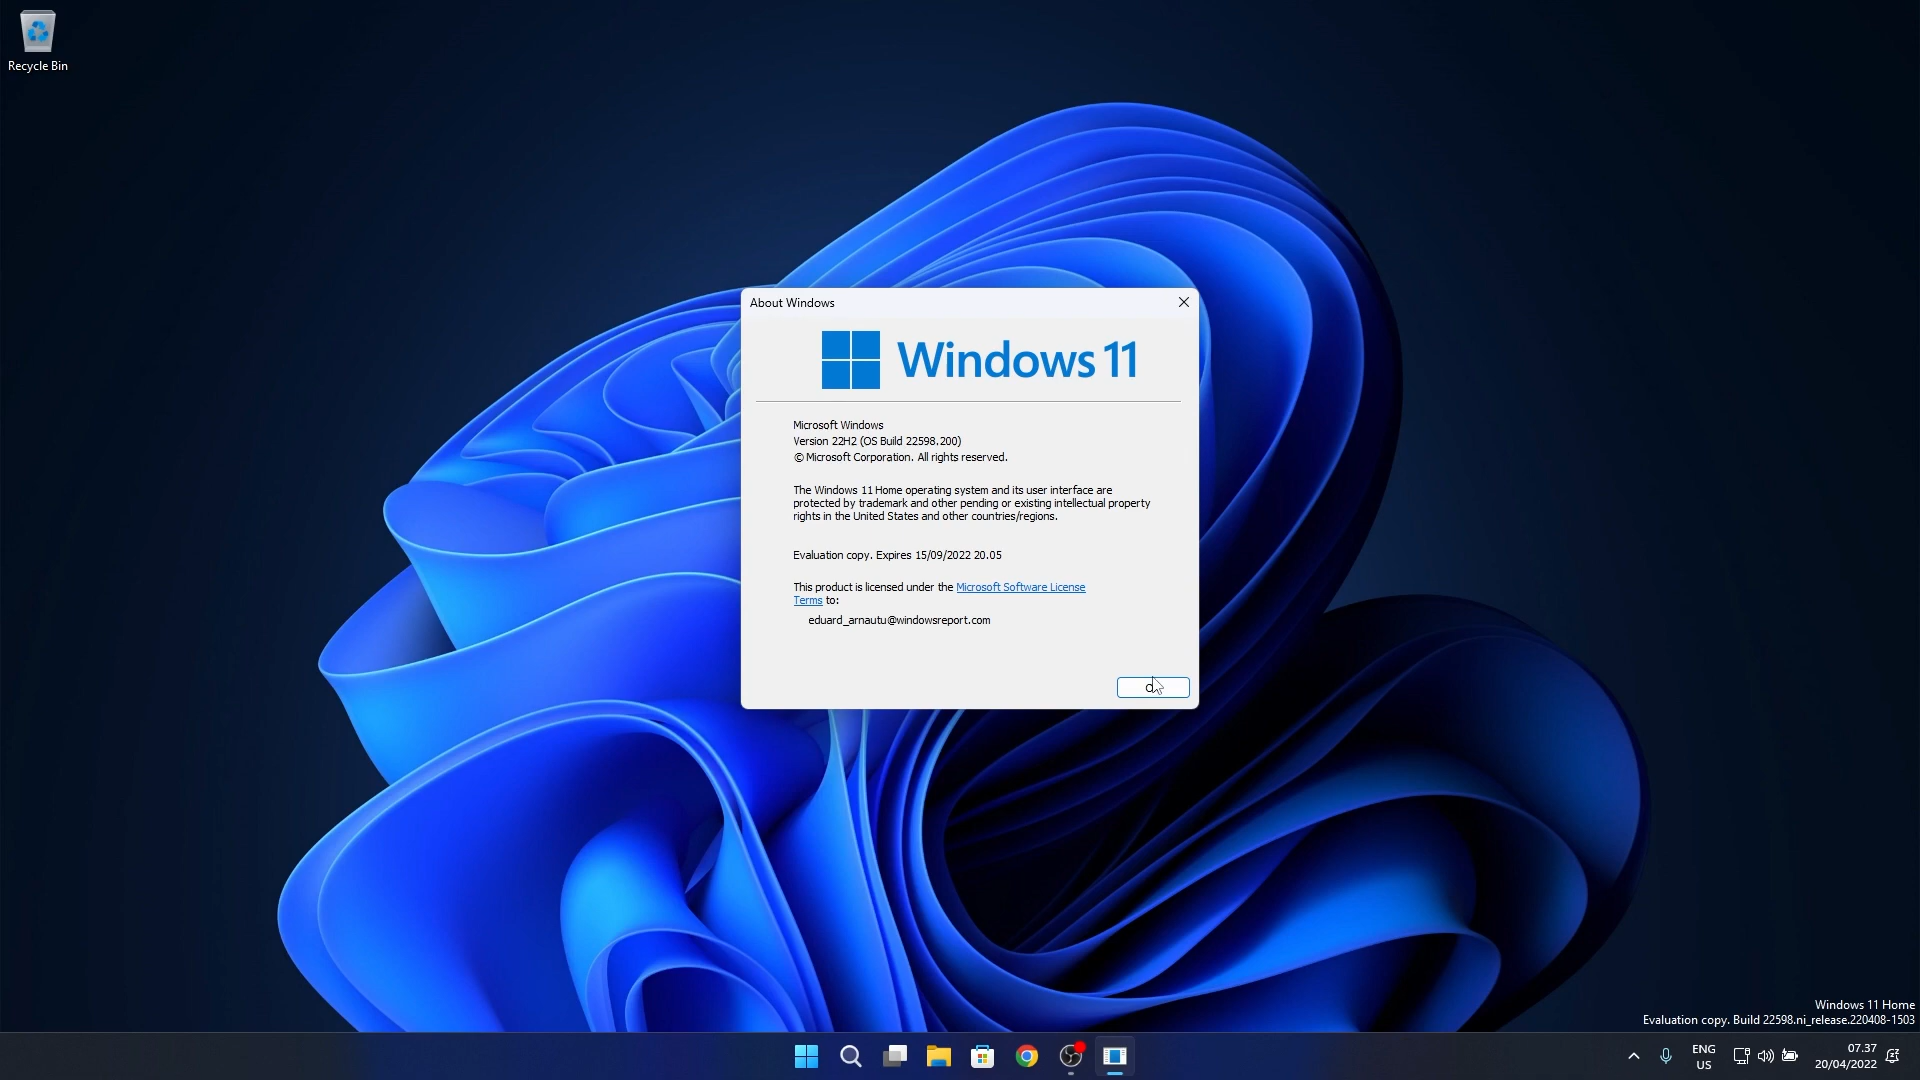 Recycle Bin
About Windows
Windows 11
Microsoft Windows
Version 22H2 (OS Build 22598.200)
© Microsoft Corporation. All rights reserved.
The Windows 11 Home operating system and its user interface are
protected by trademark and other pending or existing intellectual property
rights in the United States and other countries/regions.
Evaluation copy. Expires 15/09/2022 20.05
This product is licensed under the Microsoft Software License
Terms to:
eduard_arnautu@windowsreport.com
Windows 11 Home
Evaluation copy. Build 22598.ni_release.220408-1503
ENG
US
07.37
20/04/2022